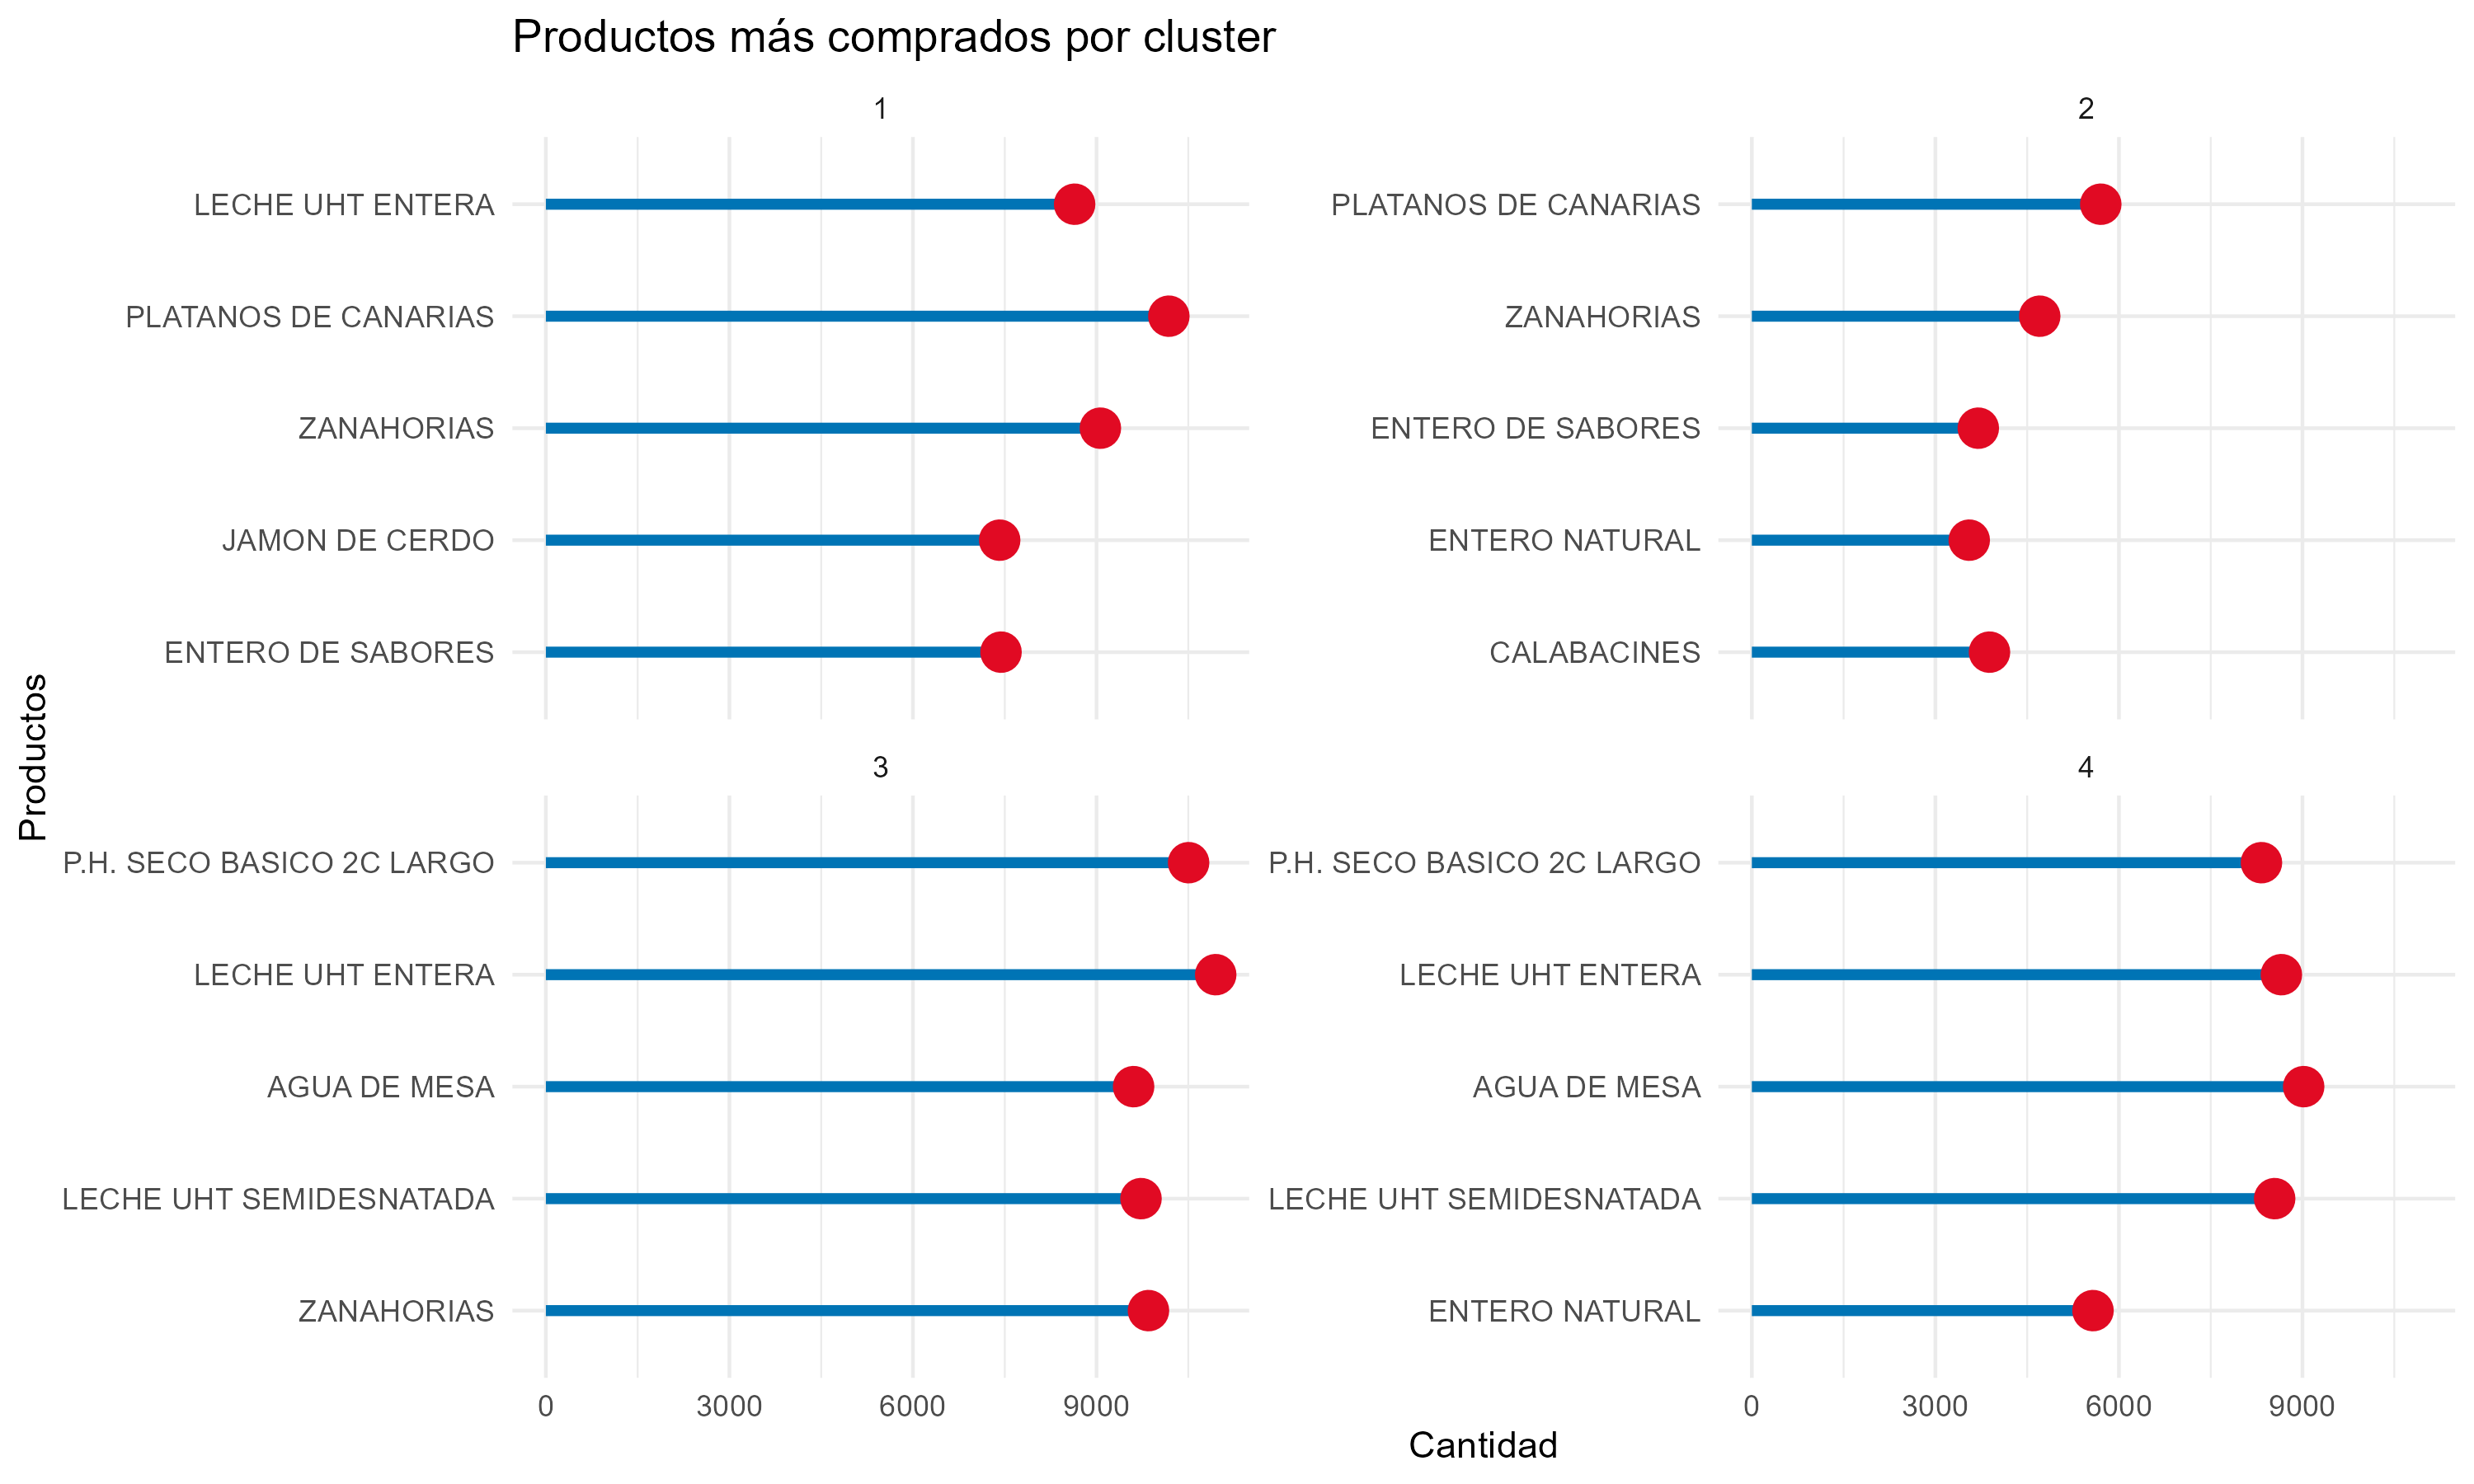 Productos más comprados por cluster
1
LECHE UHT ENTERA
PLATANOS DE CANARIAS
ZANAHORIAS
JAMON DE CERDO
ENTERO DE SABORES
2
PLATANOS DE CANARIAS
ZANAHORIAS
ENTERO DE SABORES
ENTERO NATURAL
CALABACINES
Productos
3
P.H. SECO BASICO 2C LARGO
LECHE UHT ENTERA
AGUA DE MESA
LECHE UHT SEMIDESNATADA
ZANAHORIAS
0 3000 6000 9000
4
P.H. SECO BASICO 2C LARGO
LECHE UHT ENTERA
AGUA DE MESA
LECHE UHT SEMIDESNATADA
ENTERO NATURAL
0 3000 6000 9000
Cantidad